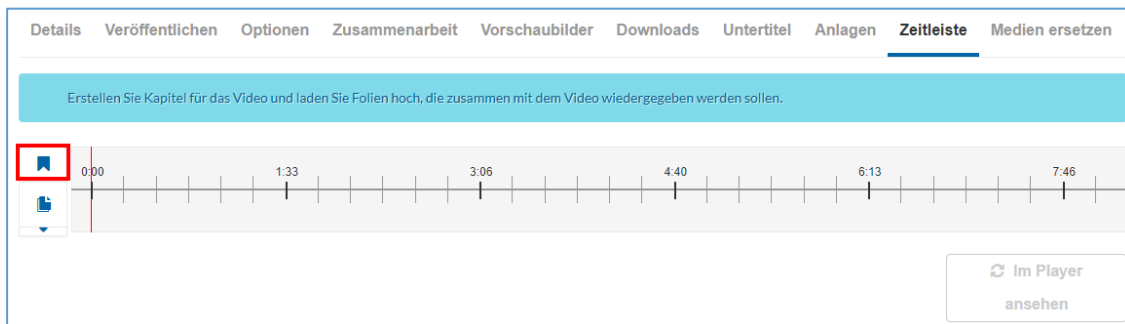 Details Veröffentlichen Optionen Zusammenarbeit Vorschaubilder Downloads Untertitel Anlagen Zeitleiste Medien ersetzen
Erstellen Sie Kapitel für das Video und laden Sie Folien hoch, die zusammen mit dem Video wiedergegeben werden sollen.
0:00 1:33 3:06 4:40 6:13 7:46
Im Player
ansehen